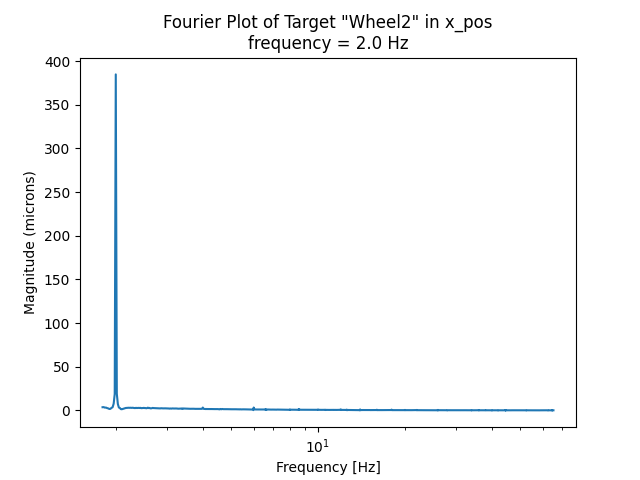 Fourier Plot of Target "Wheel2" in x_pos
frequency = 2.0 Hz
400
350
300
250
200
150
100
50
0
Magnitude (microns)
10¹
Frequency [Hz]